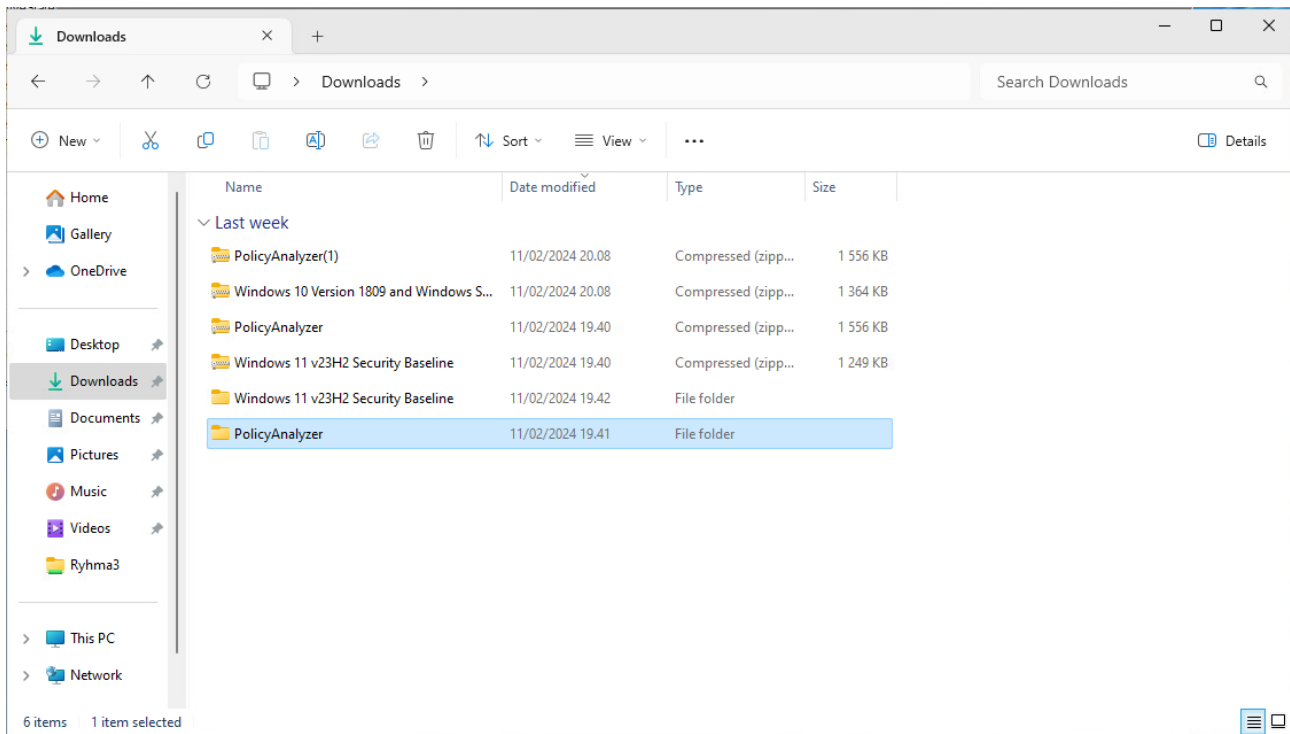 Downloads
Downloads
Search Downloads
New
Sort
View
Details
Home
Gallery
OneDrive
Desktop
Downloads
Documents
Pictures
Music
Videos
Ryhma3
This PC
Network
Name Date modified Type Size
Last week
PolicyAnalyzer(1) 11/02/2024 20.08 Compressed (zipp... 1 556 KB
Windows 10 Version 1809 and Windows S... 11/02/2024 20.08 Compressed (zipp... 1 364 KB
PolicyAnalyzer 11/02/2024 19.40 Compressed (zipp... 1 556 KB
Windows 11 v23H2 Security Baseline 11/02/2024 19.40 Compressed (zipp... 1 249 KB
Windows 11 v23H2 Security Baseline 11/02/2024 19.42 File folder
PolicyAnalyzer 11/02/2024 19.41 File folder
6 items 1 item selected